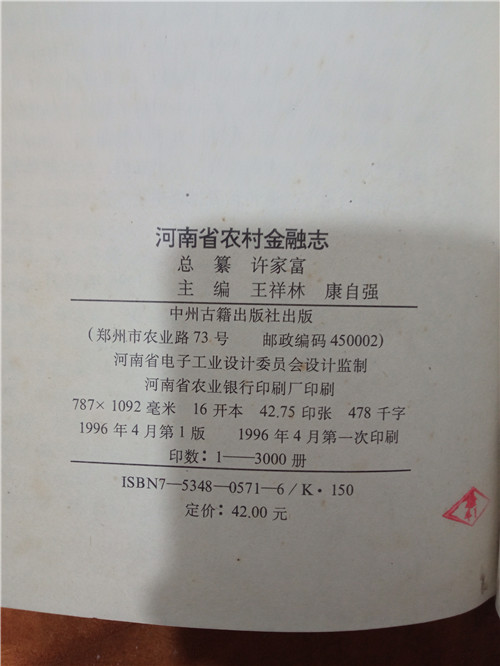 河南省农村金融志
总 纂 许家富
主 编 王祥林 康自强
中州古籍出版社出版
(郑州市农业路73号 邮政编码450002)
河南省电子工业设计委员会设计监制
河南省农业银行印刷厂印刷
787×1092毫米 16开本 42.75印张 478千字
1996年4月第1版 1996年4月第一次印刷
印数：1——3000册
ISBN7—5348—0571—6/K·150
定价：42.00元